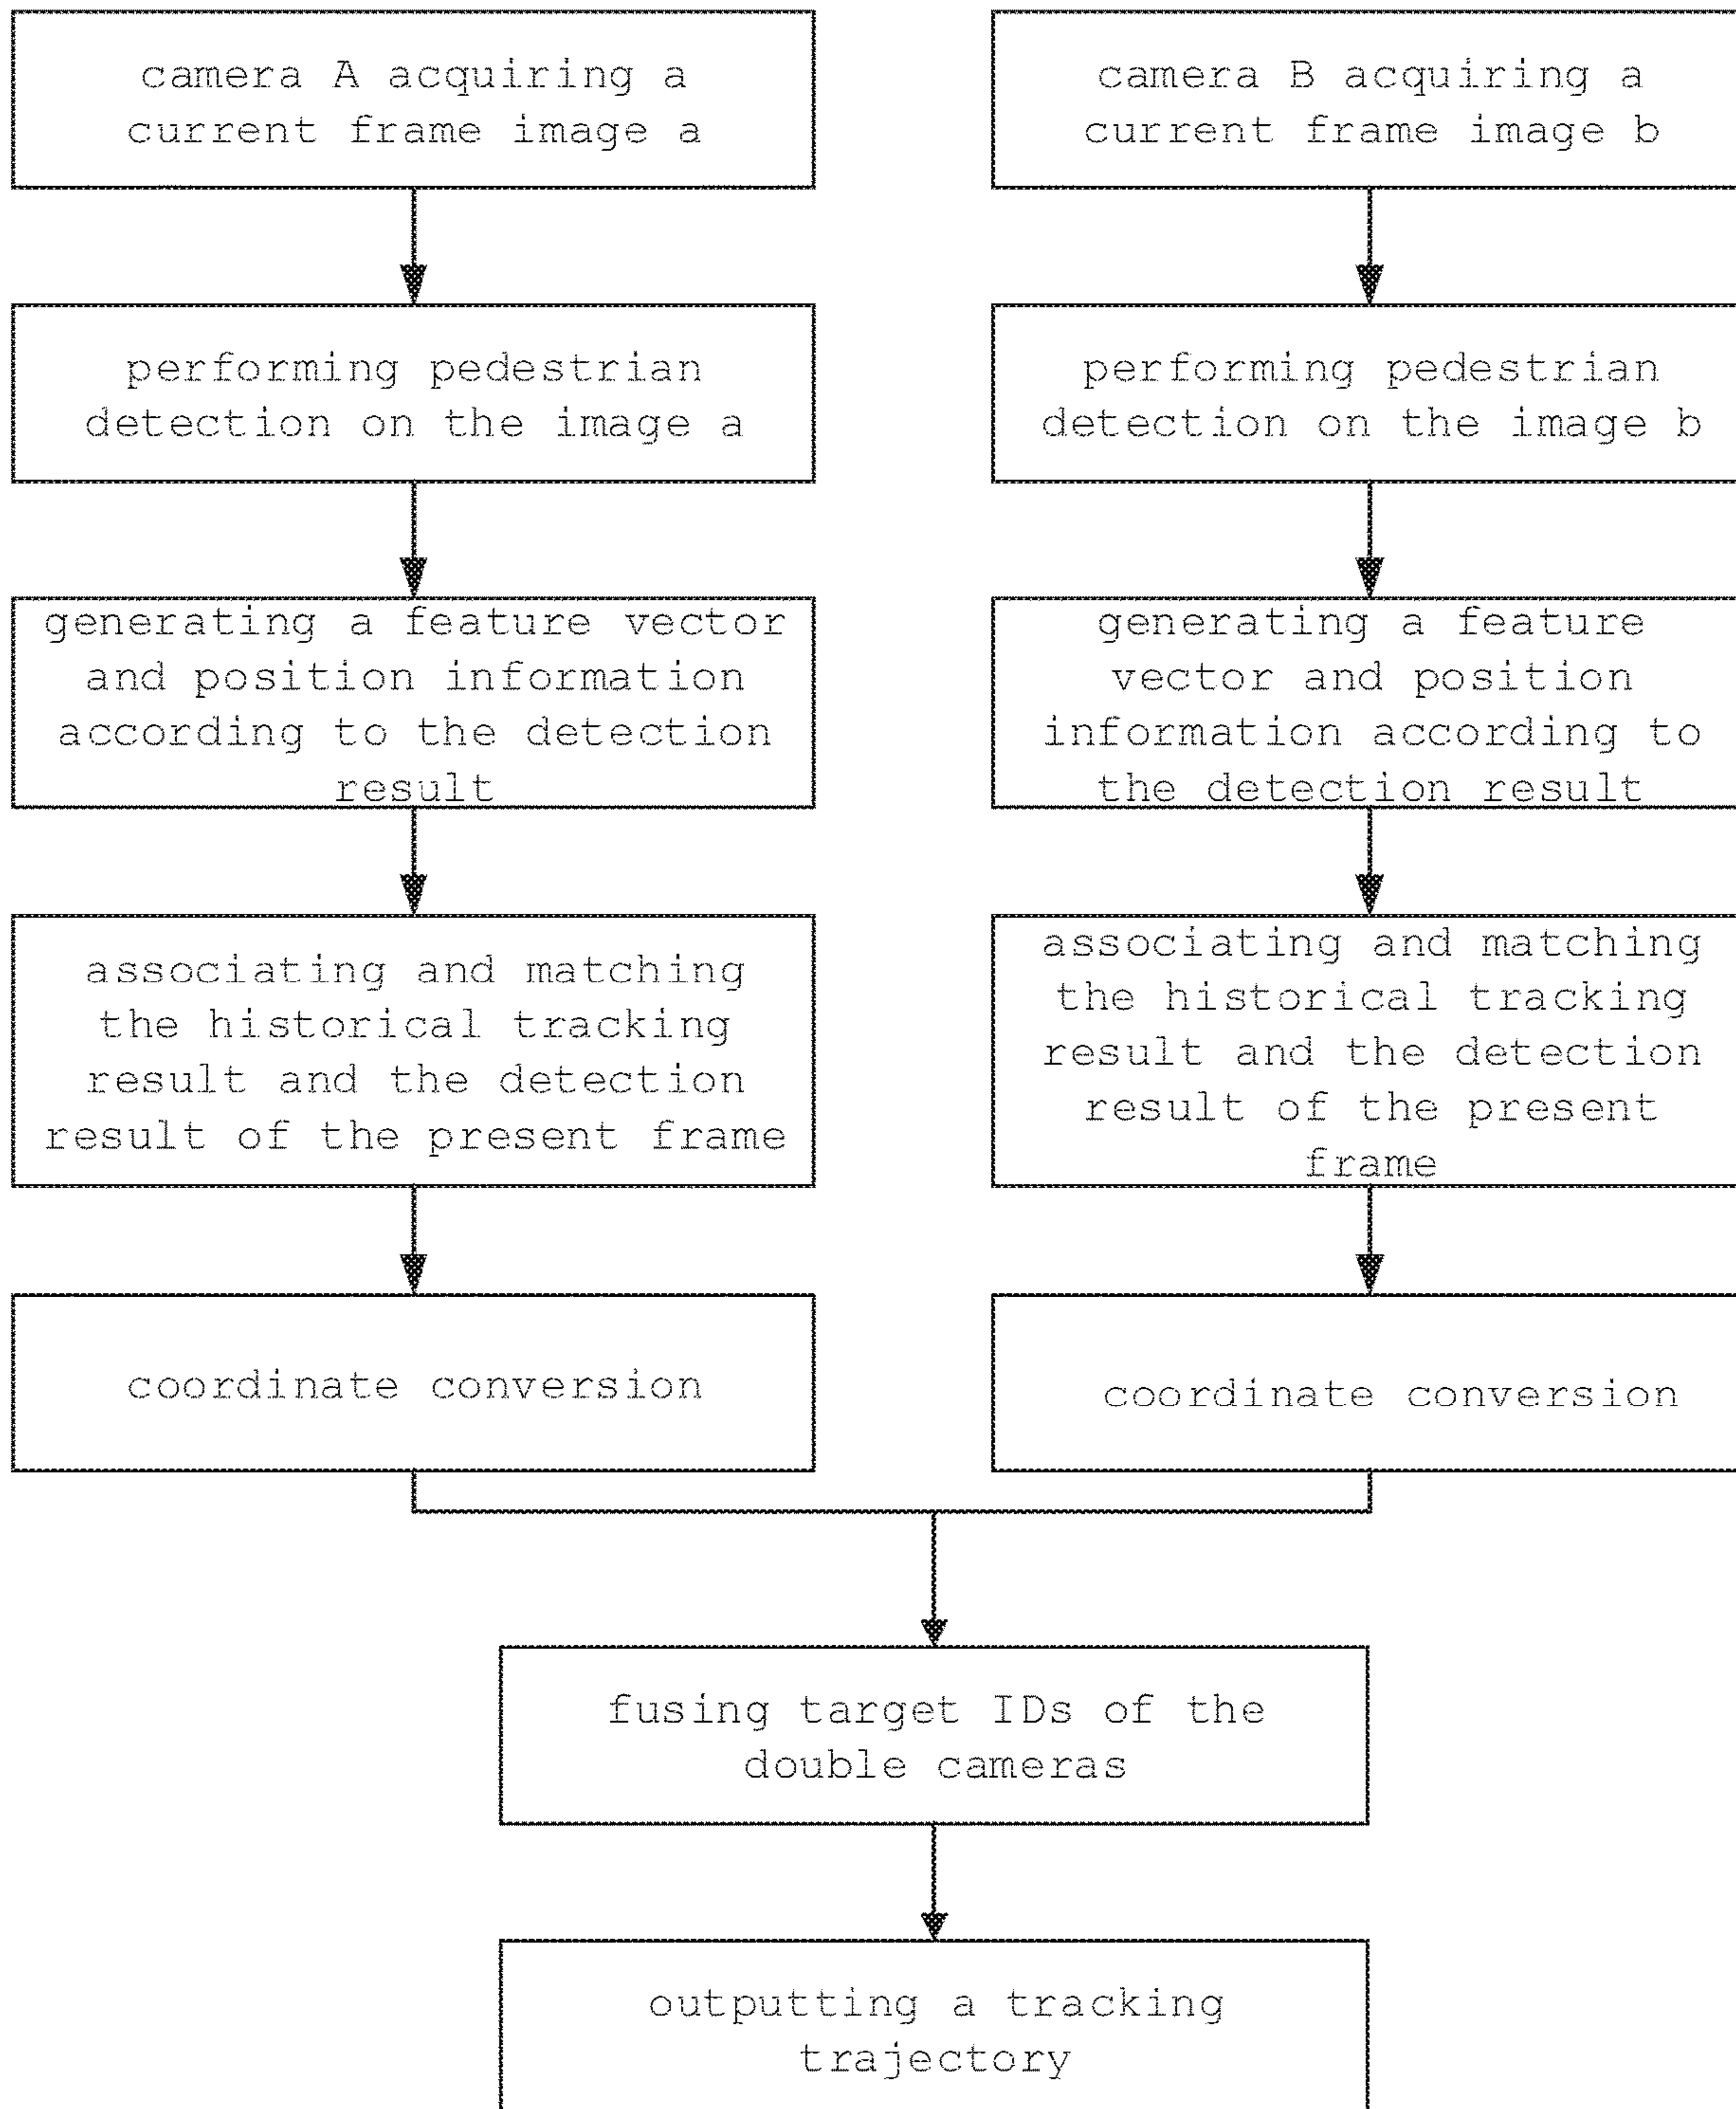 camera A acquiring a
current frame image a
performing pedestrian
detection on the image a
generating a feature vector
and position information
according to the detection
result
associating and matching
the historical tracking
result and the detection
result of the present frame
coordinate conversion
camera B acquiring a
current frame image b
performing pedestrian
detection on the image b
generating a feature
vector and position
information according to
the detection result
associating and matching
the historical tracking
result and the detection
result of the present
frame
coordinate conversion
fusing target IDs of the
double cameras
outputting a tracking
trajectory